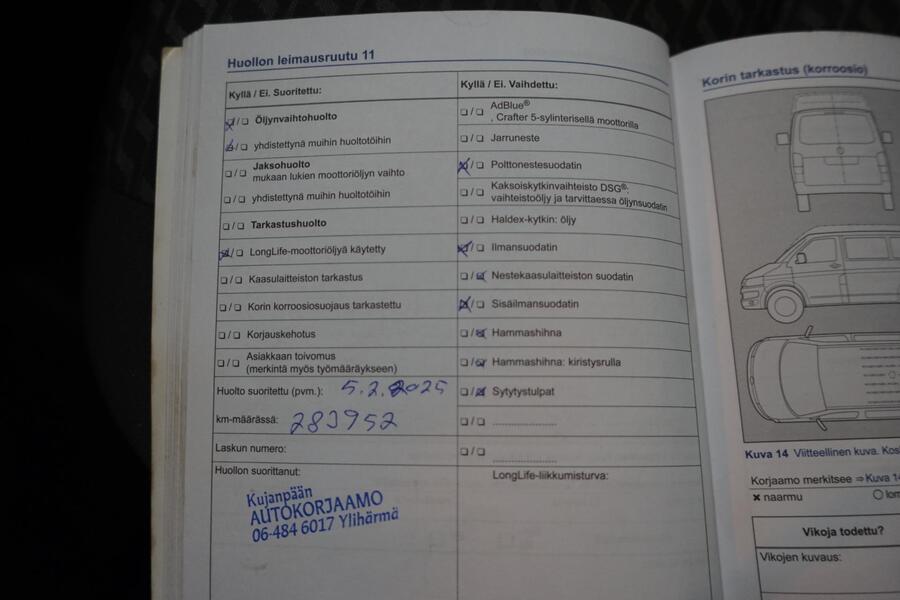 Huollon leimausruutu 11
Kyllä / Ei. Suoritettu:
☒/☐ Öljynvaihtohuolto
☒/☐ yhdistettynä muihin huoltotöihin
☐/☐ Jaksohuolto
mukaan lukien moottoriöljyn vaihto
☐/☐ yhdistettynä muihin huoltotöihin
☐/☐ Tarkastushuolto
☒/☐ LongLife-moottoriöljyä käytetty
☐/☐ Kaasulaitteiston tarkastus
☐/☐ Korin korroosiosuojaus tarkastettu
☐/☐ Korjauskehotus
☐/☐ Asiakkaan toivomus
(merkintä myös työmääräykseen)
Huolto suoritettu (pvm.): 5.2.2025
km-määrässä: 283952
Laskun numero:
Huollon suorittanut:
Kujanpään
AUTOKORJAAMO
06-484 6017 Ylihärmä
Kyllä / Ei. Vaihdettu:
☐/☐ AdBlue®
, Crafter 5-sylinterisellä moottorilla
☐/☐ Jarruneste
☒/☐ Polttonestesuodatin
☐/☐ Kaksoiskytkinvaihteisto DSG®:
vaihteistoöljy ja tarvittaessa öljynsuodatin
☐/☐ Haldex-kytkin: öljy
☒/☐ Ilmansuodatin
☐/☒ Nestekaasulaitteiston suodatin
☒/☐ Sisäilmansuodatin
☐/☒ Hammashihna
☐/☒ Hammashihna: kiristysrulla
☐/☒ Sytytystulpat
☐/☐ .....................
☐/☐ .....................
LongLife-liikkumisturva:
Korin tarkastus (korroosio)
Kuva 14 Viitteellinen kuva.
Korjaamo merkitsee ⇒Kuva 14
✖ naarmu
Vikoja todettu?
Vikojen kuvaus: